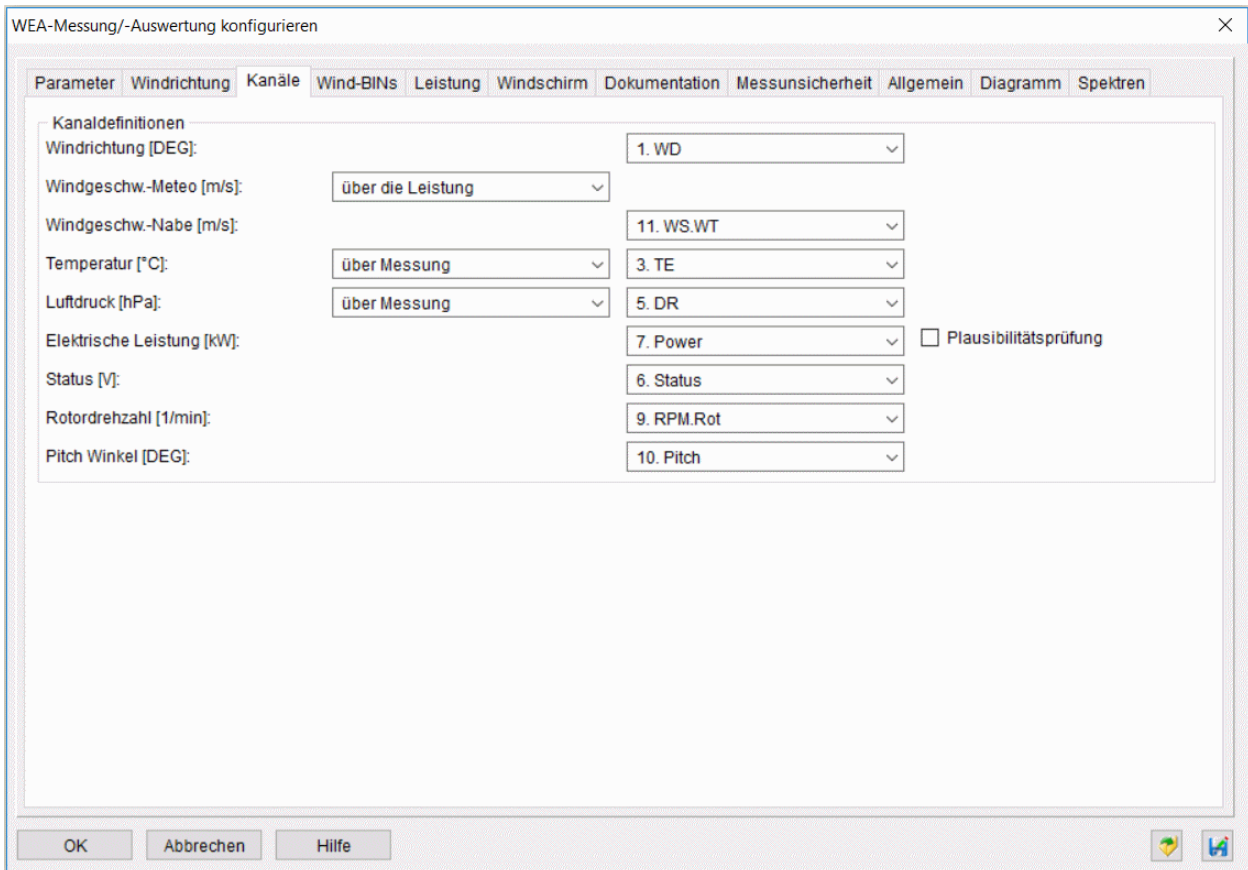 WEA-Messung/-Auswertung konfigurieren
Parameter Windrichtung Kanäle Wind-BINs Leistung Windschirm Dokumentation Messunsicherheit Allgemein Diagramm Spektren
Kanaldefinitionen
Windrichtung [DEG]: 1. WD
Windgeschw.-Meteo [m/s]: über die Leistung
Windgeschw.-Nabe [m/s]: 11. WS.WT
Temperatur [°C]: über Messung 3. TE
Luftdruck [hPa]: über Messung 5. DR
Elektrische Leistung [kW]: 7. Power Plausibilitätsprüfung
Status [V]: 6. Status
Rotordrehzahl [1/min]: 9. RPM.Rot
Pitch Winkel [DEG]: 10. Pitch
OK Abbrechen Hilfe